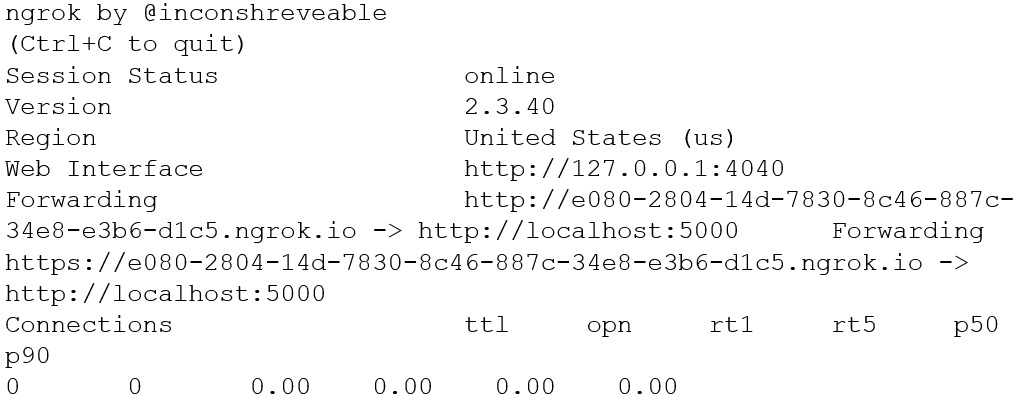 ngrok by @inconshreveable
(Ctrl+C to quit)
Session Status online
Version 2.3.40
Region United States (us)
Web Interface http://127.0.0.1:4040
Forwarding http://e080-2804-14d-7830-8c46-887c-
34e8-e3b6-d1c5.ngrok.io -> http://localhost:5000 Forwarding
https://e080-2804-14d-7830-8c46-887c-34e8-e3b6-d1c5.ngrok.io ->
http://localhost:5000
Connections ttl opn rt1 rt5 p50
p90
0 0 0.00 0.00 0.00 0.00